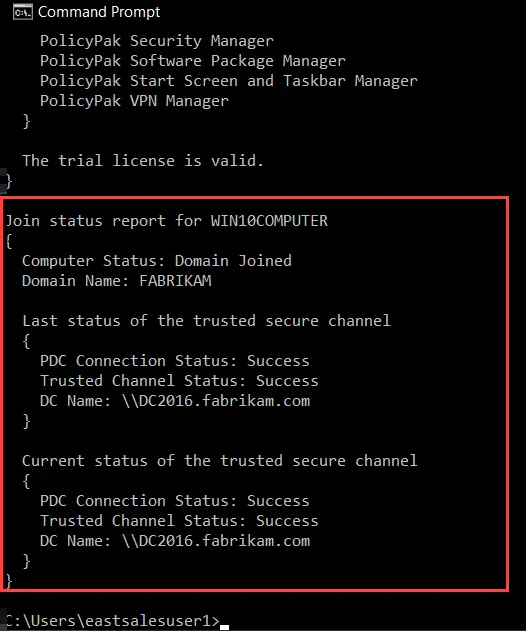 Command Prompt
PolicyPak Security Manager
PolicyPak Software Package Manager
PolicyPak Start Screen and Taskbar Manager
PolicyPak VPN Manager
}
The trial license is valid.
}
Join status report for WIN10COMPUTER
{
Computer Status: Domain Joined
Domain Name: FABRIKAM
Last status of the trusted secure channel
{
PDC Connection Status: Success
Trusted Channel Status: Success
DC Name: \\DC2016.fabrikam.com
}
Current status of the trusted secure channel
{
PDC Connection Status: Success
Trusted Channel Status: Success
DC Name: \\DC2016.fabrikam.com
}
}
C:\Users\eastsalesuser1>